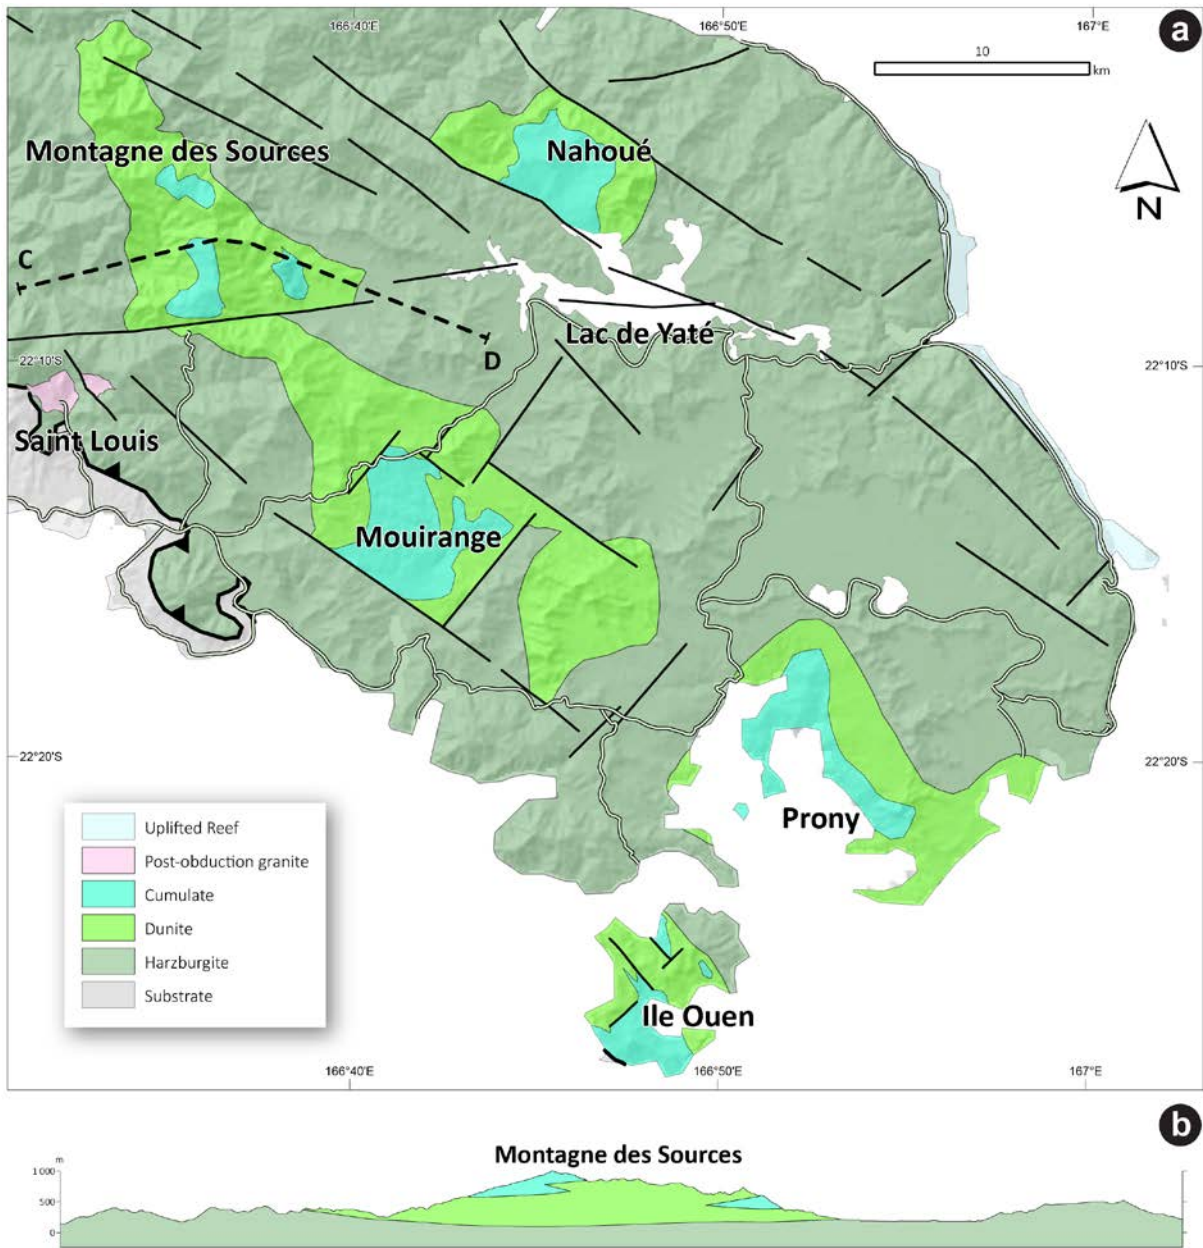 166°40'E
166°50'E
167°E
a
10
km
Montagne des Sources
Nahoué
N
C
Lac de Yaté
D
22°10'S
22°10'S
Saint Louis
Mouirange
22°20'S
22°20'S
Prony
Uplifted Reef
Post-obduction granite
Cumulate
Dunite
Harzburgite
Substrate
Ile Ouen
166°40'E
166°50'E
167°E
b
Montagne des Sources
m
1 000
500
0